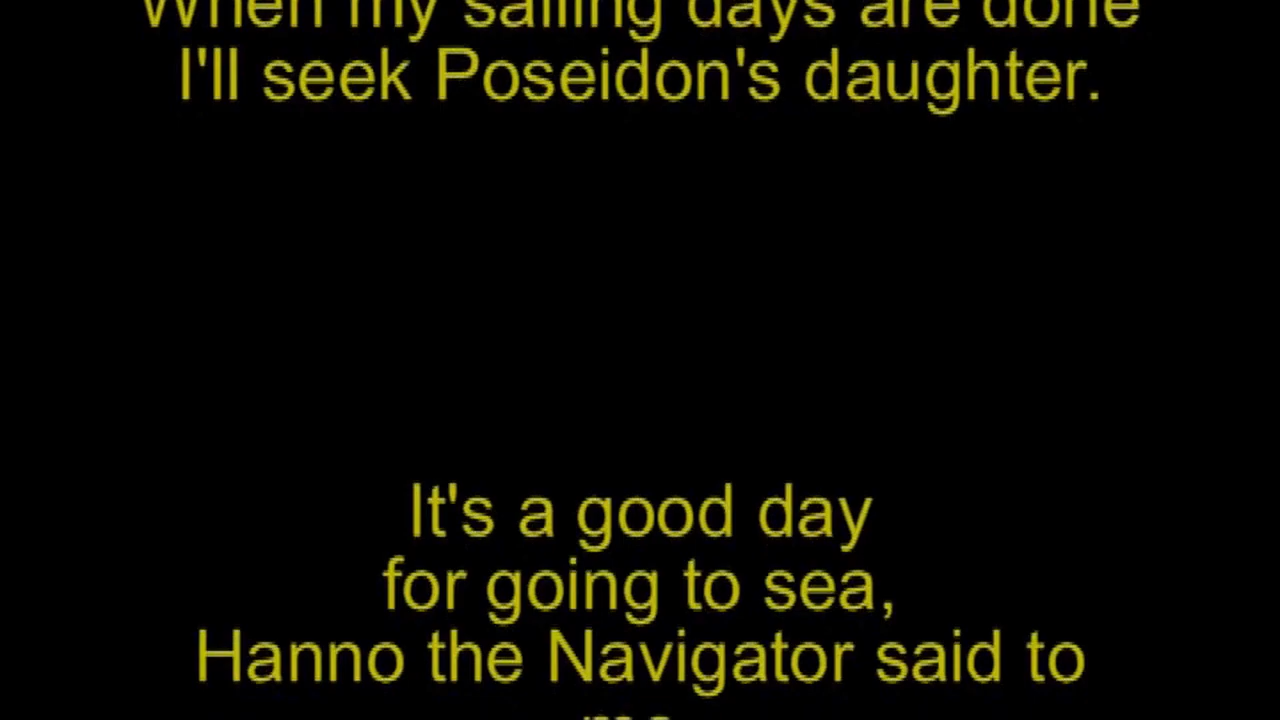 When my sailing days are done
I'll seek Poseidon's daughter.
It's a good day
for going to sea,
Hanno the Navigator said to